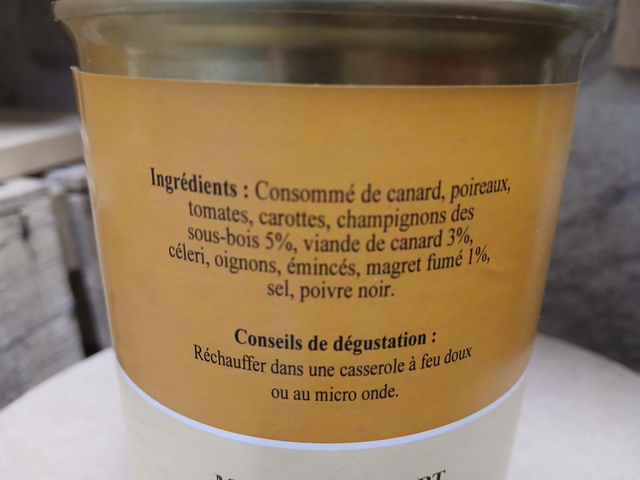 Ingrédients : Consommé de canard, poireaux,
tomates, carottes, champignons des
sous-bois 5%, viande de canard 3%,
céleri, oignons, émincés, magret fumé 1%,
sel, poivre noir.
Conseils de dégustation :
Réchauffer dans une casserole à feu doux
ou au micro onde.